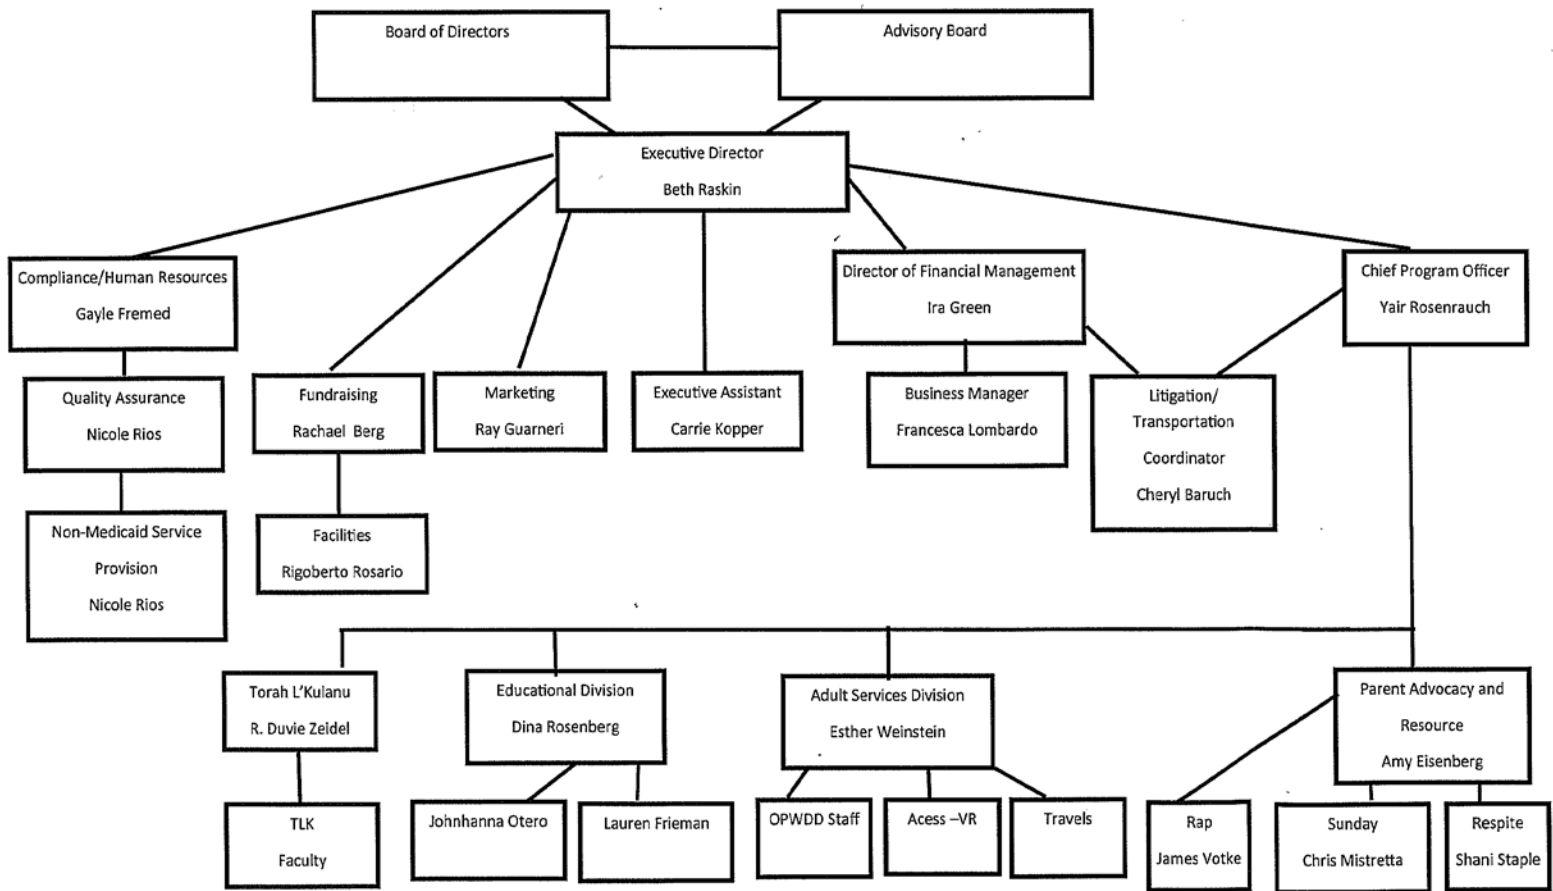 Board of Directors
Advisory Board
Executive Director
Beth Raskin
Compliance/Human Resources
Gayle Fremed
Director of Financial Management
Ira Green
Chief Program Officer
Yair Rosenrauch
Quality Assurance
Nicole Rios
Fundraising
Rachael Berg
Marketing
Ray Guarneri
Executive Assistant
Carrie Kopper
Business Manager
Francesca Lombardo
Litigation/
Transportation
Coordinator
Cheryl Baruch
Non-Medicaid Service
Provision
Nicole Rios
Facilities
Rigoberto Rosario
Torah L’Kulanu
R. Duvie Zeidel
Educational Division
Dina Rosenberg
Adult Services Division
Esther Weinstein
Parent Advocacy and
Resource
Amy Eisenberg
TLK
Faculty
Johnhanna Otero
Lauren Frieman
OPWDD Staff
Acess –VR
Travels
Rap
James Votke
Sunday
Chris Mistretta
Respite
Shani Staple